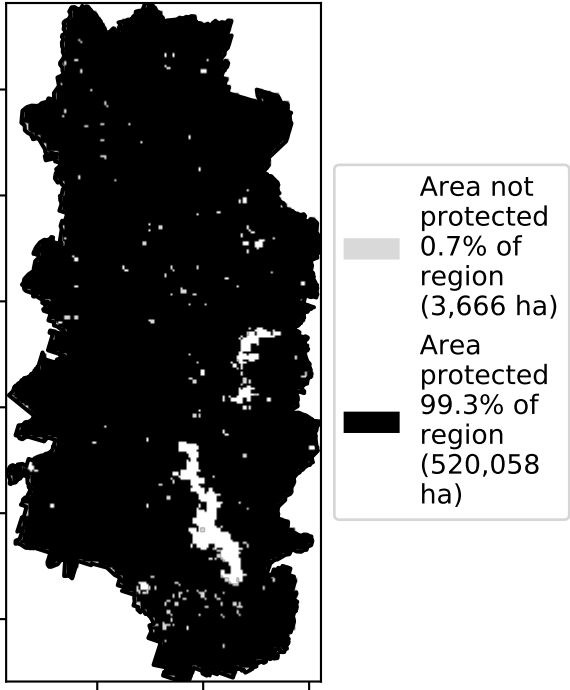 Area not
protected
0.7% of
region
(3,666 ha)
Area
protected
99.3% of
region
(520,058
ha)